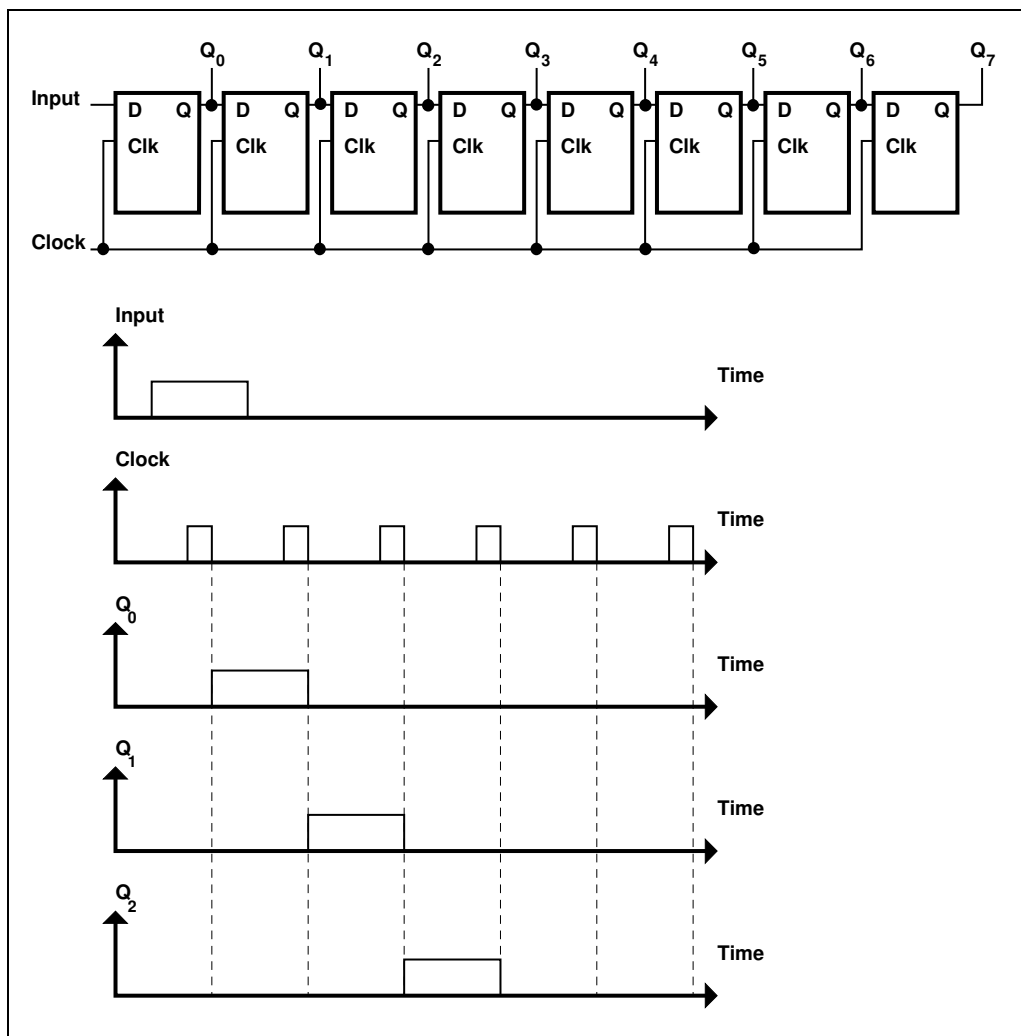 Q0 Q1 Q2 Q3 Q4 Q5 Q6 Q7
Input D Q D Q D Q D Q D Q D Q D Q D Q
Clk Clk Clk Clk Clk Clk Clk Clk
Clock
Input
Time
Clock
Time
Q0
Time
Q1
Time
Q2
Time